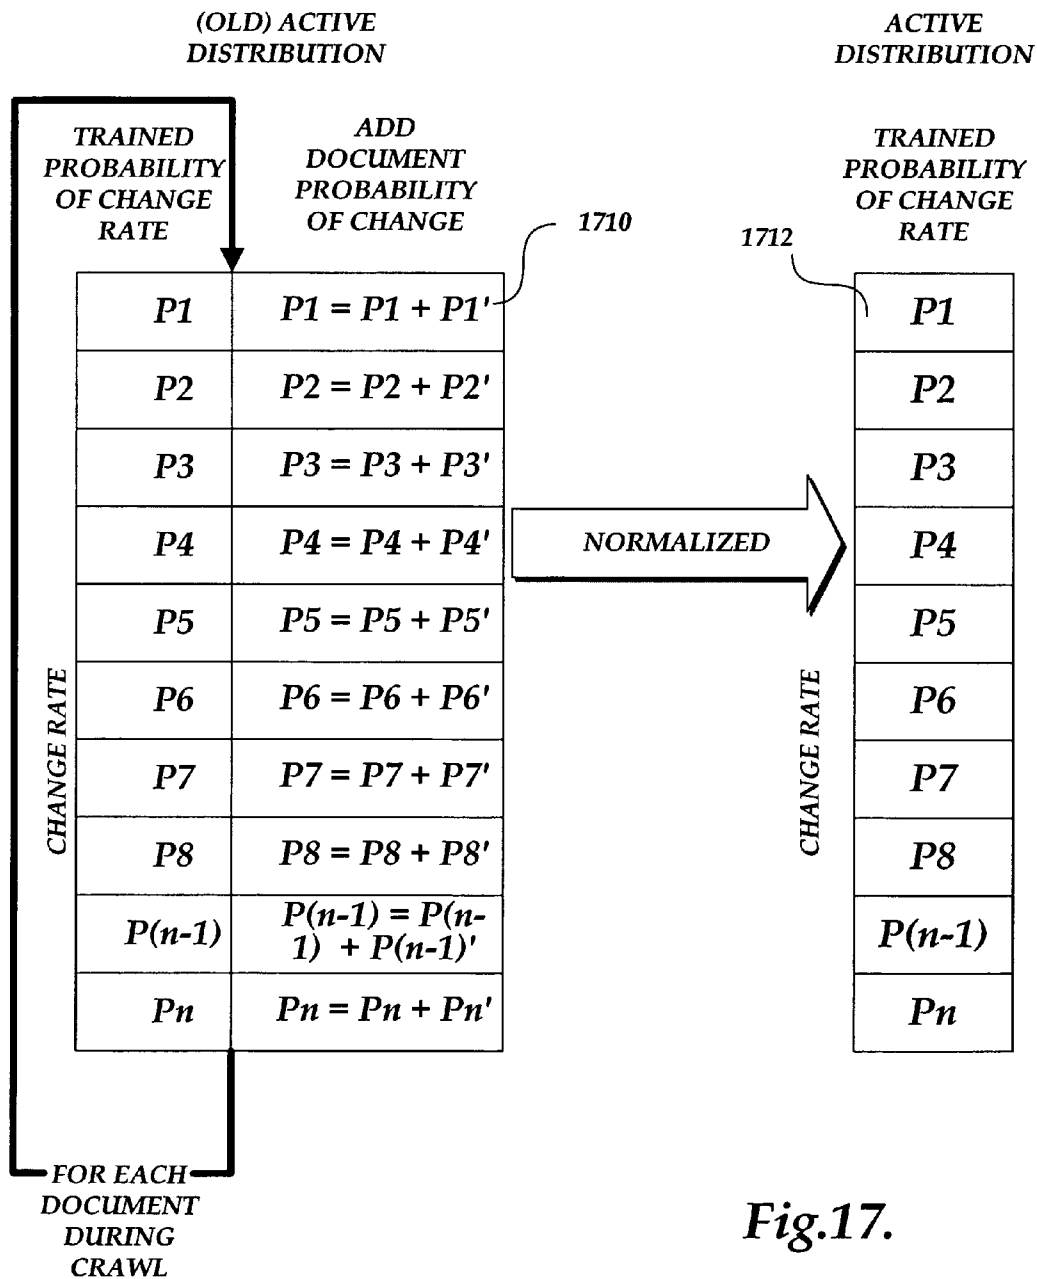 (OLD) ACTIVE
DISTRIBUTION
ACTIVE
DISTRIBUTION
TRAINED
PROBABILITY
OF CHANGE
RATE
ADD
DOCUMENT
PROBABILITY
OF CHANGE
1710
1712
TRAINED
PROBABILITY
OF CHANGE
RATE
P1
P1 = P1 + P1'
P1
P2
P2 = P2 + P2'
P2
P3
P3 = P3 + P3'
P3
P4
P4 = P4 + P4'
NORMALIZED
P4
P5
P5 = P5 + P5'
P5
P6
P6 = P6 + P6'
P6
P7
P7 = P7 + P7'
P7
P8
P8 = P8 + P8'
P8
CHANGE RATE
CHANGE RATE
P(n-1)
P(n-1) = P(n-
1) + P(n-1)'
P(n-1)
Pn
Pn = Pn + Pn'
Pn
FOR EACH
DOCUMENT
DURING
CRAWL
Fig.17.